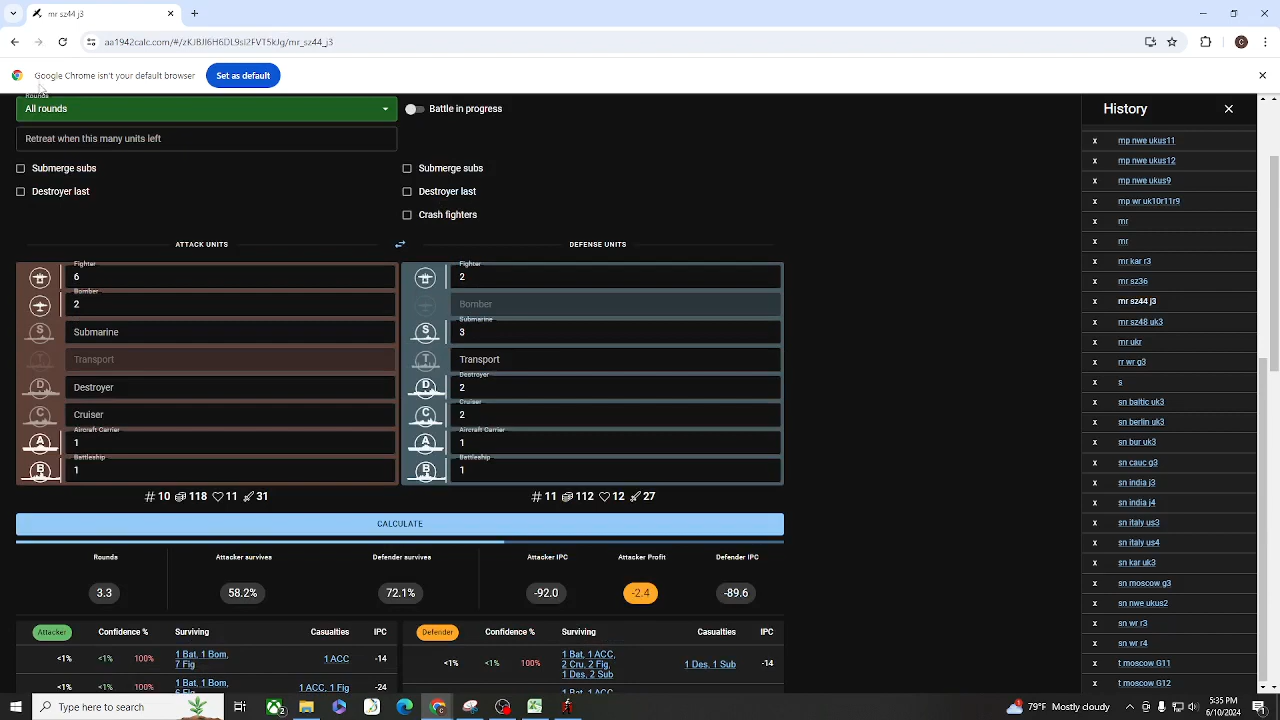 mr sz44 j3
aa1942calc.com/#/zKJBJI6H6DL9si2FVT5kJg/mr_sz44_j3
Google Chrome isn't your default browser
Set as default
Rounds
All rounds
Battle in progress
Retreat when this many units left
Submerge subs
Submerge subs
Destroyer last
Destroyer last
Crash fighters
ATTACK UNITS
DEFENSE UNITS
Fighter
6
Fighter
2
Bomber
2
Bomber
S
Submarine
S
Submarine
3
T
Transport
T
Transport
D
Destroyer
D
Destroyer
2
C
Cruiser
C
Cruiser
2
A
Aircraft Carrier
1
A
Aircraft Carrier
1
B
Battleship
1
B
Battleship
1
# 10 118 11 31
# 11 112 12 27
CALCULATE
Rounds
Attacker survives
Defender survives
Attacker IPC
Attacker Profit
Defender IPC
3.3
58.2%
72.1%
-92.0
-2.4
-89.6
Attacker Confidence % Surviving Casualties IPC
<1% <1% 100% 1 Bat, 1 Bom, 7 Fig 1 ACC -14
<1% <1% 100% 1 Bat, 1 Bom, 1 ACC, 1 Fig -24
Defender Confidence % Surviving Casualties IPC
<1% <1% 100% 1 Bat, 1 ACC, 2 Cru, 2 Fig, 1 Des, 2 Sub 1 Des, 1 Sub -14
1 Bat, 1 ACC
History
x mp nwe ukus11
x mp nwe ukus12
x mp nwe ukus9
x mp wr uk10r11r9
x mr
x mr
x mr kar r3
x mr sz36
x mr sz44 j3
x mr sz48 uk3
x mr ukr
x rr wr g3
x s
x sn baltic uk3
x sn berlin uk3
x sn bur uk3
x sn cauc g3
x sn india j3
x sn india j4
x sn italy us3
x sn italy us4
x sn kar uk3
x sn moscow g3
x sn nwe ukus2
x sn wr r3
x sn wr r4
x t moscow G11
x t moscow G12
Type here to search
79°F Mostly cloudy
5:35 PM
6/10/2024